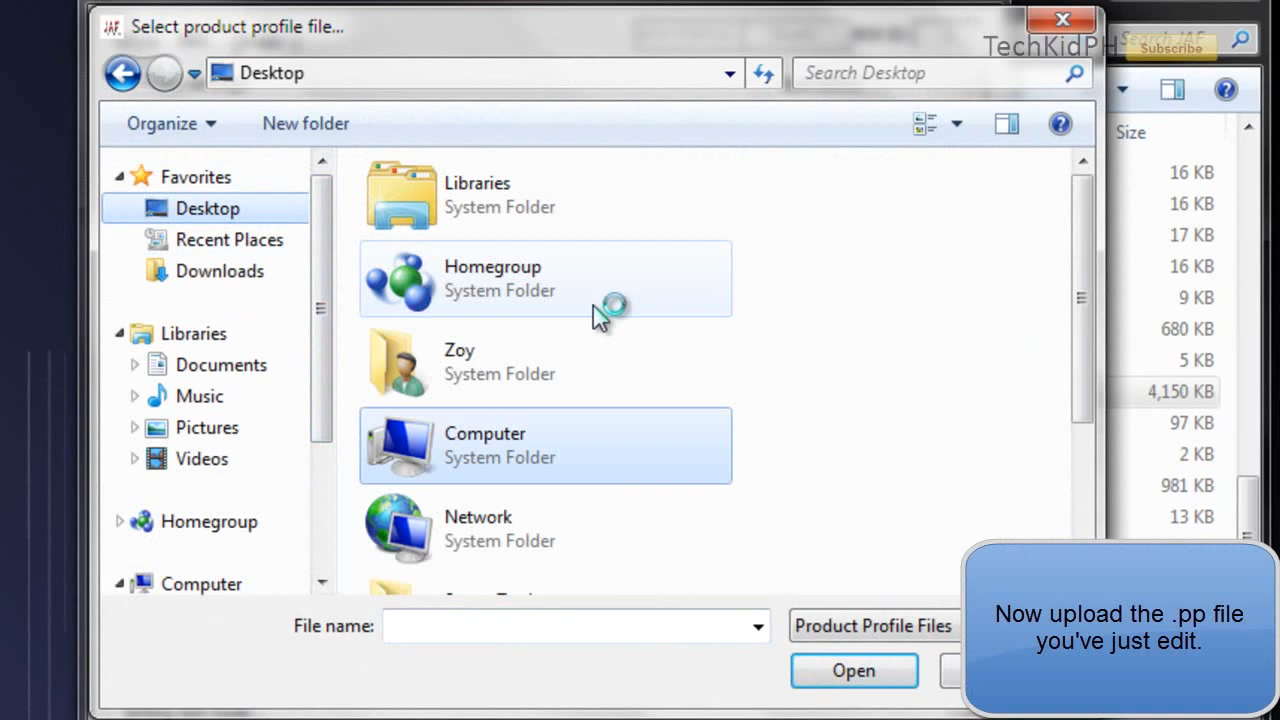 Select product profile file...
TechKidPH
Subscribe
Search JAF
Desktop
Search Desktop
Organize
New folder
Size
Favorites
Desktop
Recent Places
Downloads
Libraries
Documents
Music
Pictures
Videos
Homegroup
Computer
Libraries
System Folder
Homegroup
System Folder
Zoy
System Folder
Computer
System Folder
Network
System Folder
16 KB
16 KB
17 KB
16 KB
9 KB
680 KB
5 KB
4,150 KB
97 KB
2 KB
981 KB
13 KB
File name:
Product Profile Files
Open
Now upload the .pp file
you've just edit.